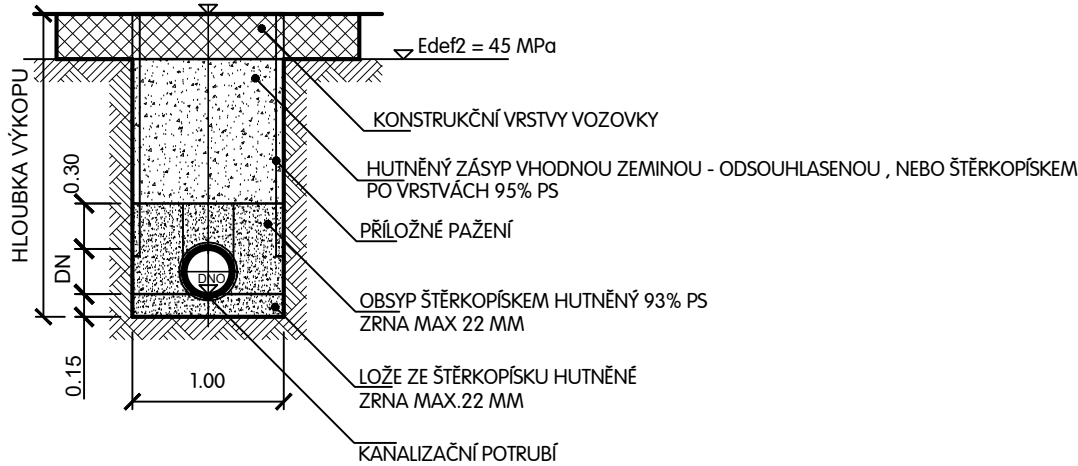 Edef2 = 45 MPa
HLOUBKA VÝKOPU
0.30
DN
0.15
1.00
DNO
KONSTRUKČNÍ VRSTVY VOZOVKY
HUTNĚNÝ ZÁSYP VHODNOU ZEMINOU - ODSOUHLASENOU , NEBO ŠTĚRKOPÍSKEM
PO VRSTVÁCH 95% PS
PŘÍLOŽNÉ PAŽENÍ
OBSYP ŠTĚRKOPÍSKEM HUTNĚNÝ 93% PS
ZRNA MAX 22 MM
LOŽE ZE ŠTĚRKOPÍSKU HUTNĚNÉ
ZRNA MAX.22 MM
KANALIZAČNÍ POTRUBÍ